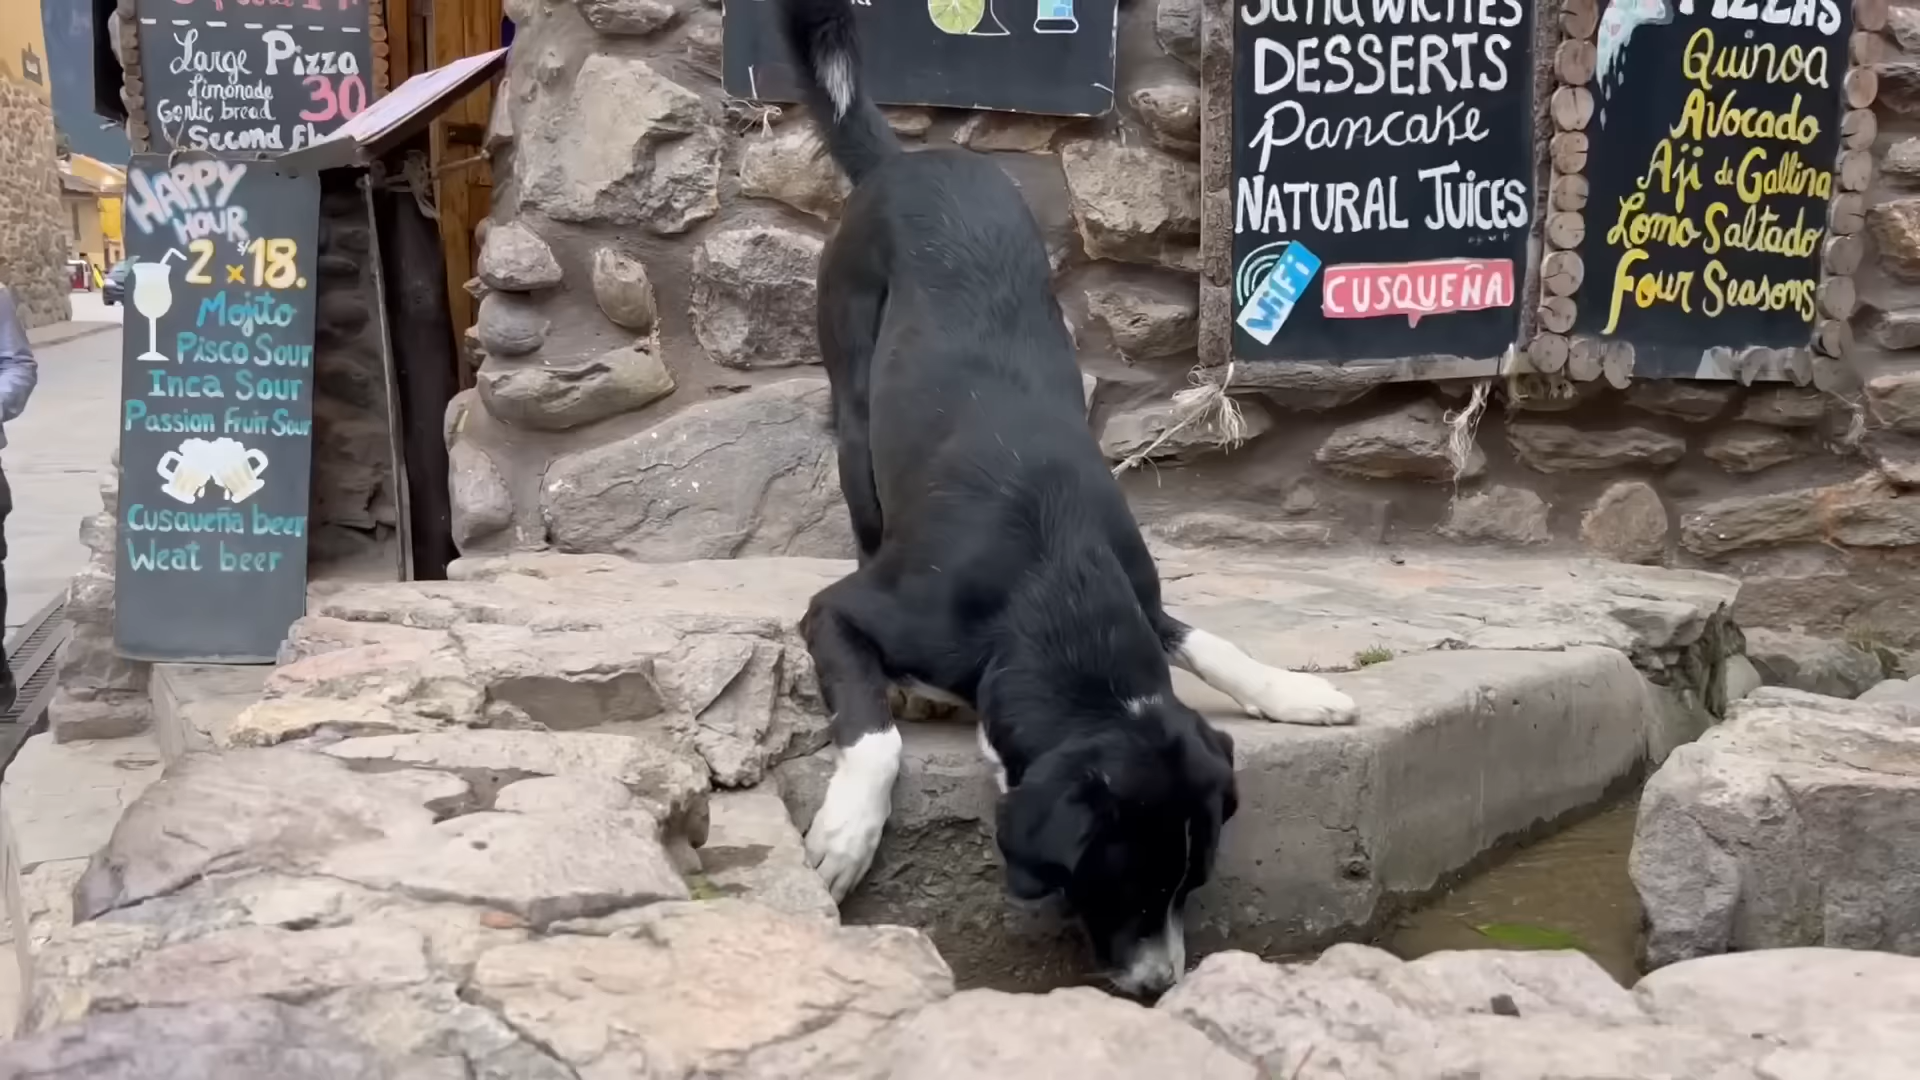 Large Pizza
Limonade
Garlic bread
30
Second
HAPPY
HOUR
2 x S/18.
Mojito
Pisco Sour
Inca Sour
Passion Fruit Sour
Cusqueña beer
Weat beer
SANDWICHES
DESSERTS
Pancake
NATURAL JUICES
WiFi
CUSQUEÑA
PIZZAS
Quinoa
Avocado
Aji de Gallina
Lomo Saltado
Four Seasons